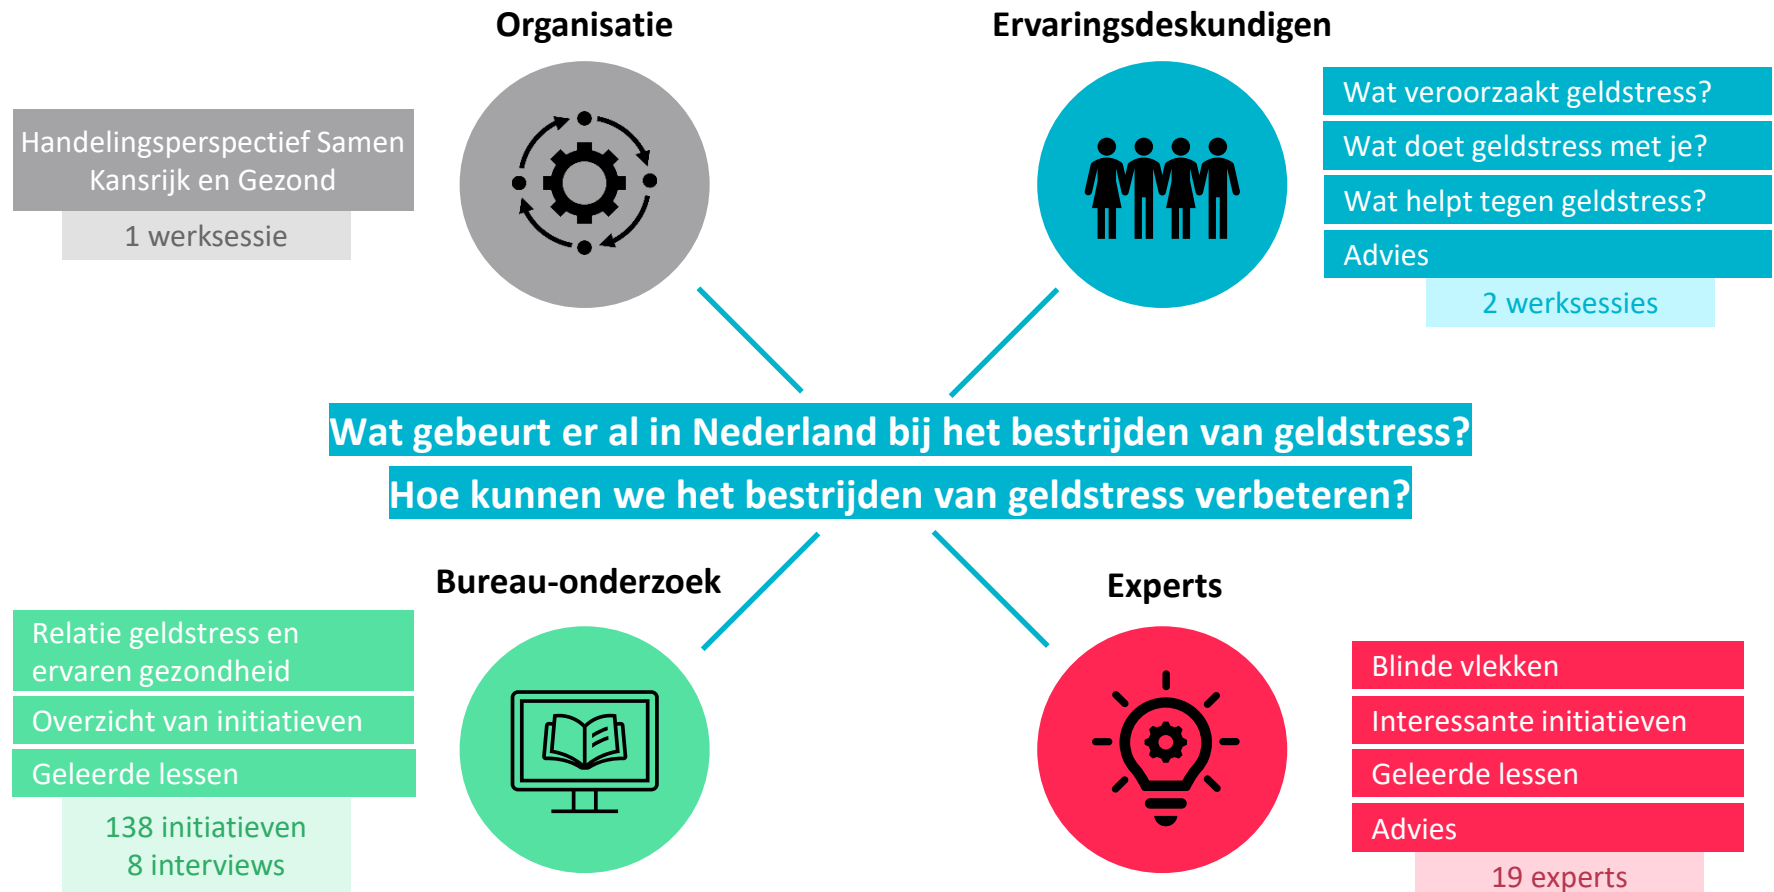 Organisatie
Handelingsperspectief Samen
Kansrijk en Gezond
1 werksessie
Ervaringsdeskundigen
Wat veroorzaakt geldstress?
Wat doet geldstress met je?
Wat helpt tegen geldstress?
Advies
2 werksessies
Wat gebeurt er al in Nederland bij het bestrijden van geldstress?
Hoe kunnen we het bestrijden van geldstress verbeteren?
Bureau-onderzoek
Relatie geldstress en
ervaren gezondheid
Overzicht van initiatieven
Geleerde lessen
138 initiatieven
8 interviews
Experts
Blinde vlekken
Interessante initiatieven
Geleerde lessen
Advies
19 experts